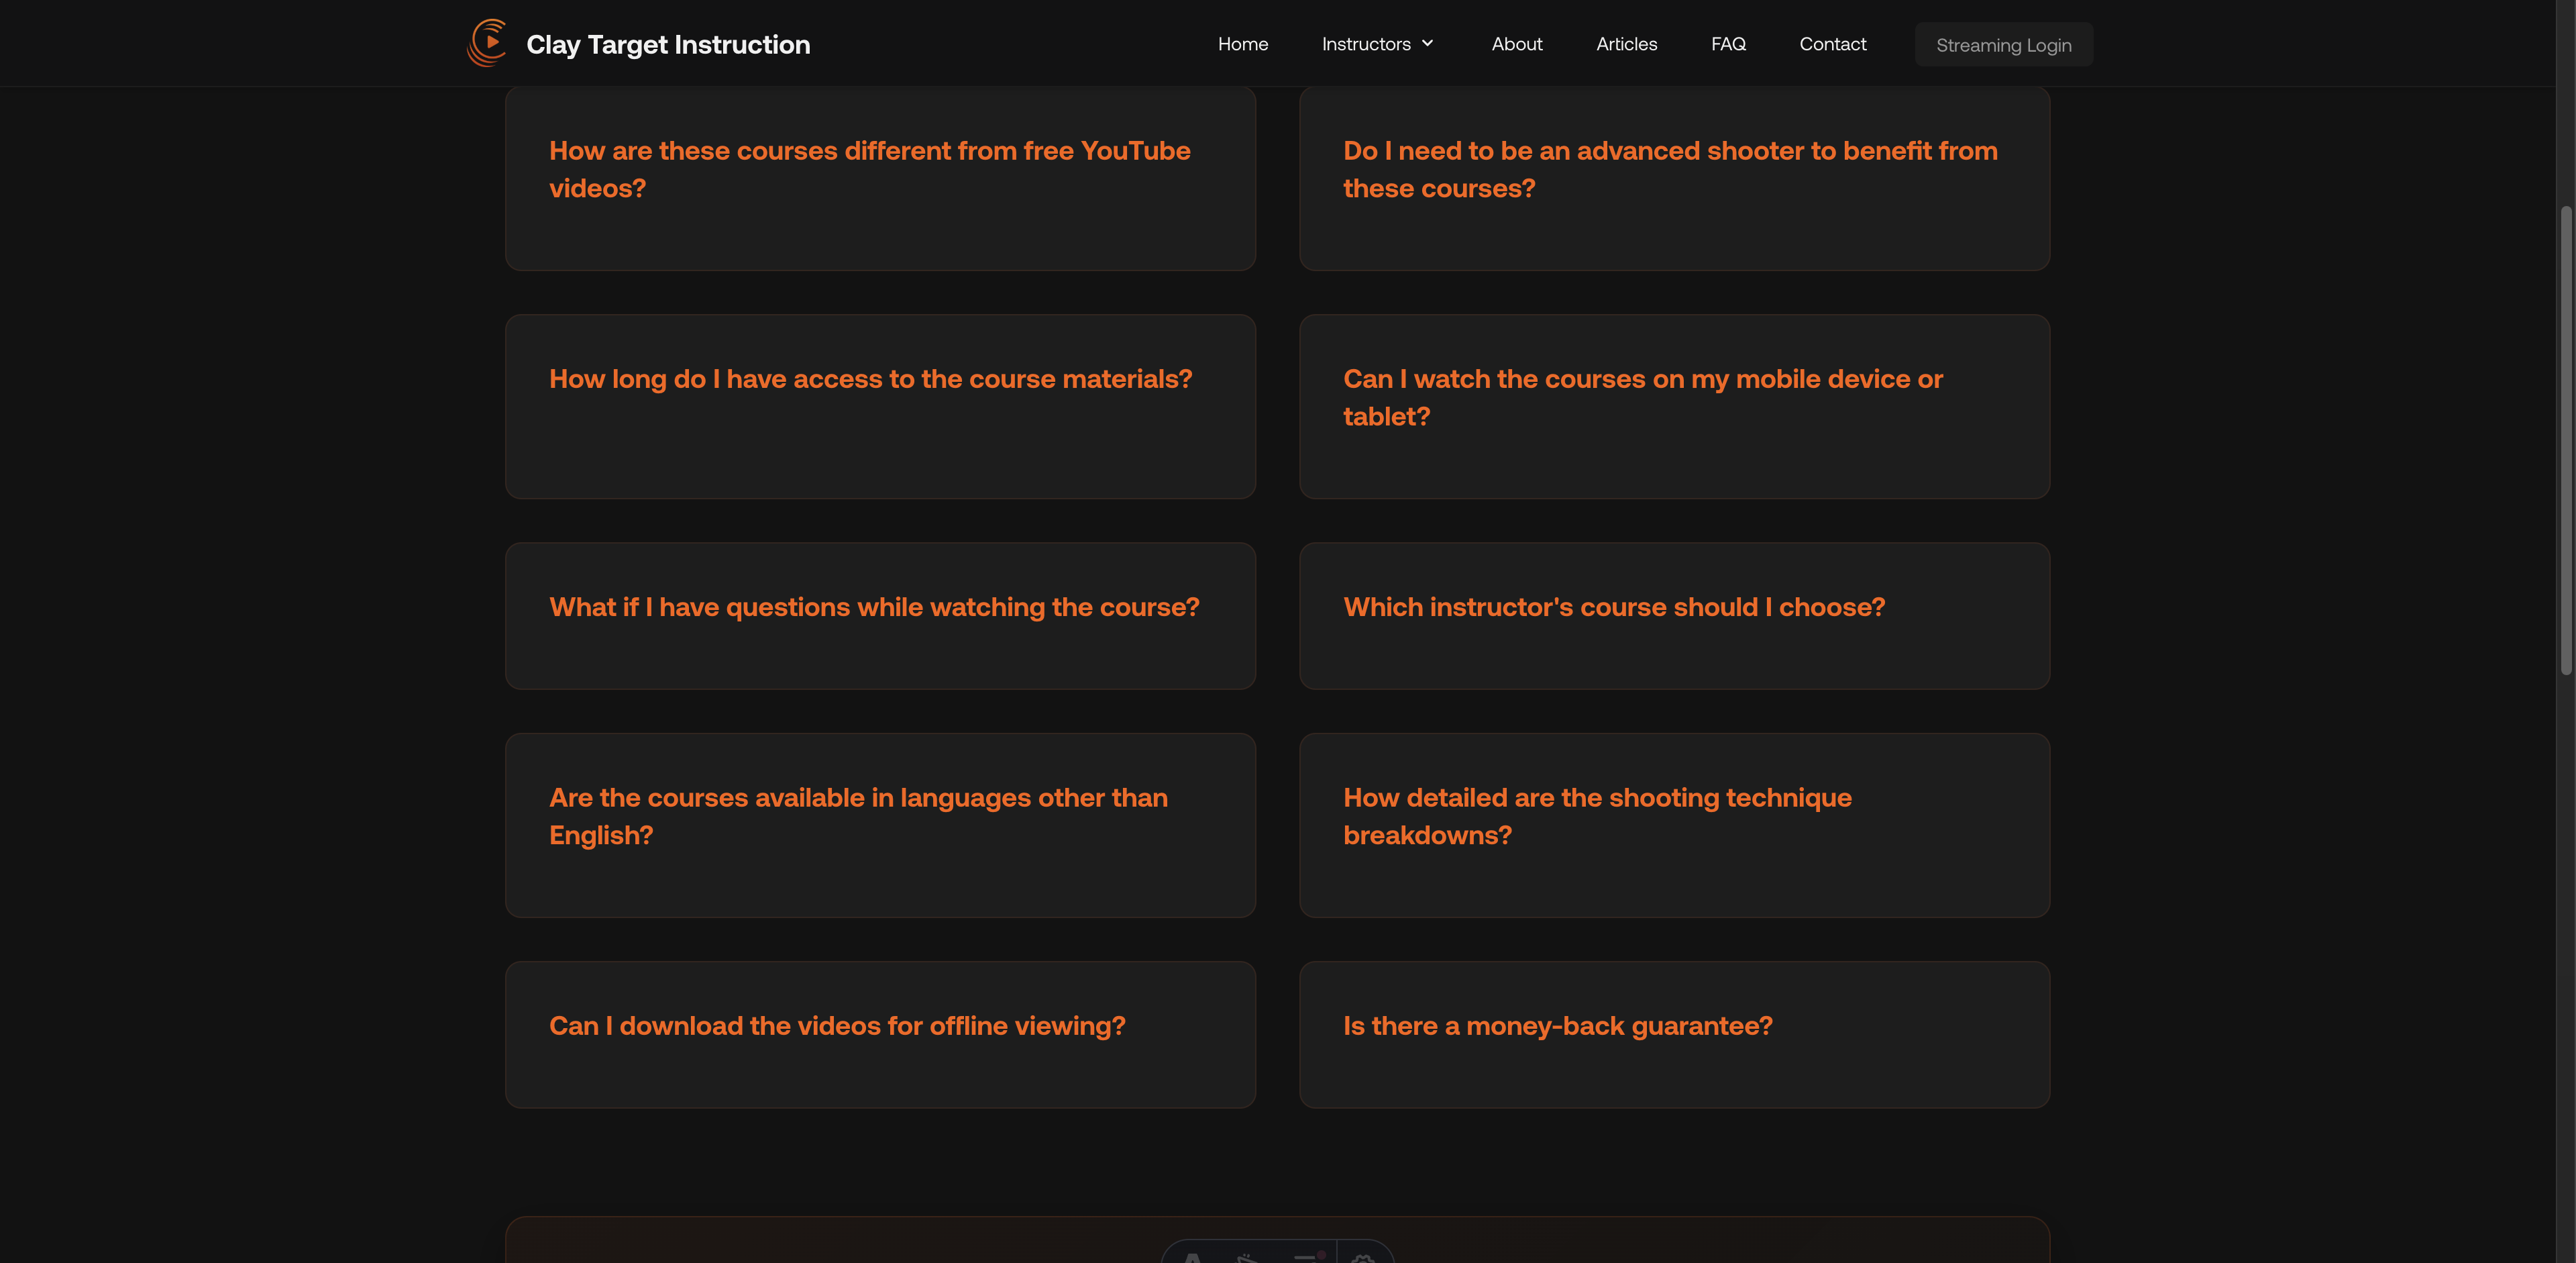 Clay Target Instruction
Home
Instructors
About
Articles
FAQ
Contact
Streaming Login
How are these courses different from free YouTube
videos?
Do I need to be an advanced shooter to benefit from
these courses?
How long do I have access to the course materials?
Can I watch the courses on my mobile device or
tablet?
What if I have questions while watching the course?
Which instructor's course should I choose?
Are the courses available in languages other than
English?
How detailed are the shooting technique
breakdowns?
Can I download the videos for offline viewing?
Is there a money-back guarantee?